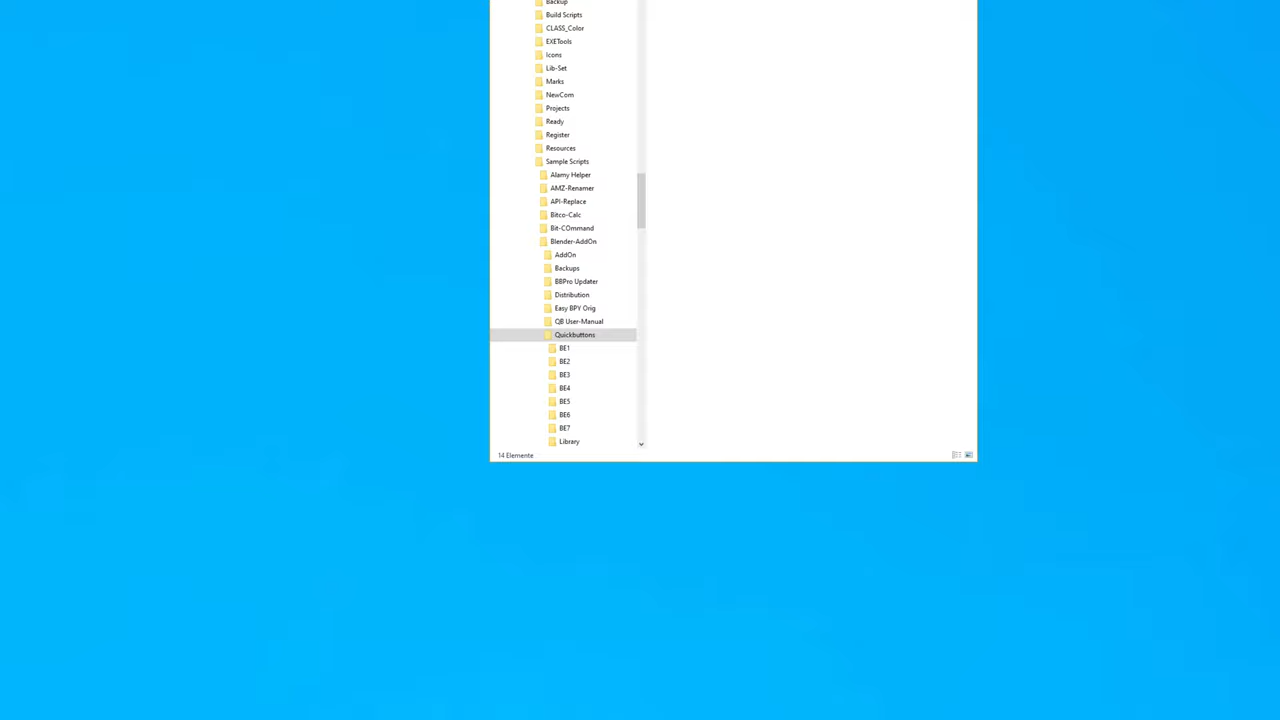 Backup
Build Scripts
CLASS_Color
EXETools
Icons
Lib-Set
Marks
NewCom
Projects
Ready
Register
Resources
Sample Scripts
Alamy Helper
AMZ-Renamer
API-Replace
Bitco-Calc
Bit-COmmand
Blender-AddOn
AddOn
Backups
BBPro Updater
Distribution
Easy BPY Orig
QB User-Manual
Quickbuttons
BE1
BE2
BE3
BE4
BE5
BE6
BE7
Library
14 Elemente